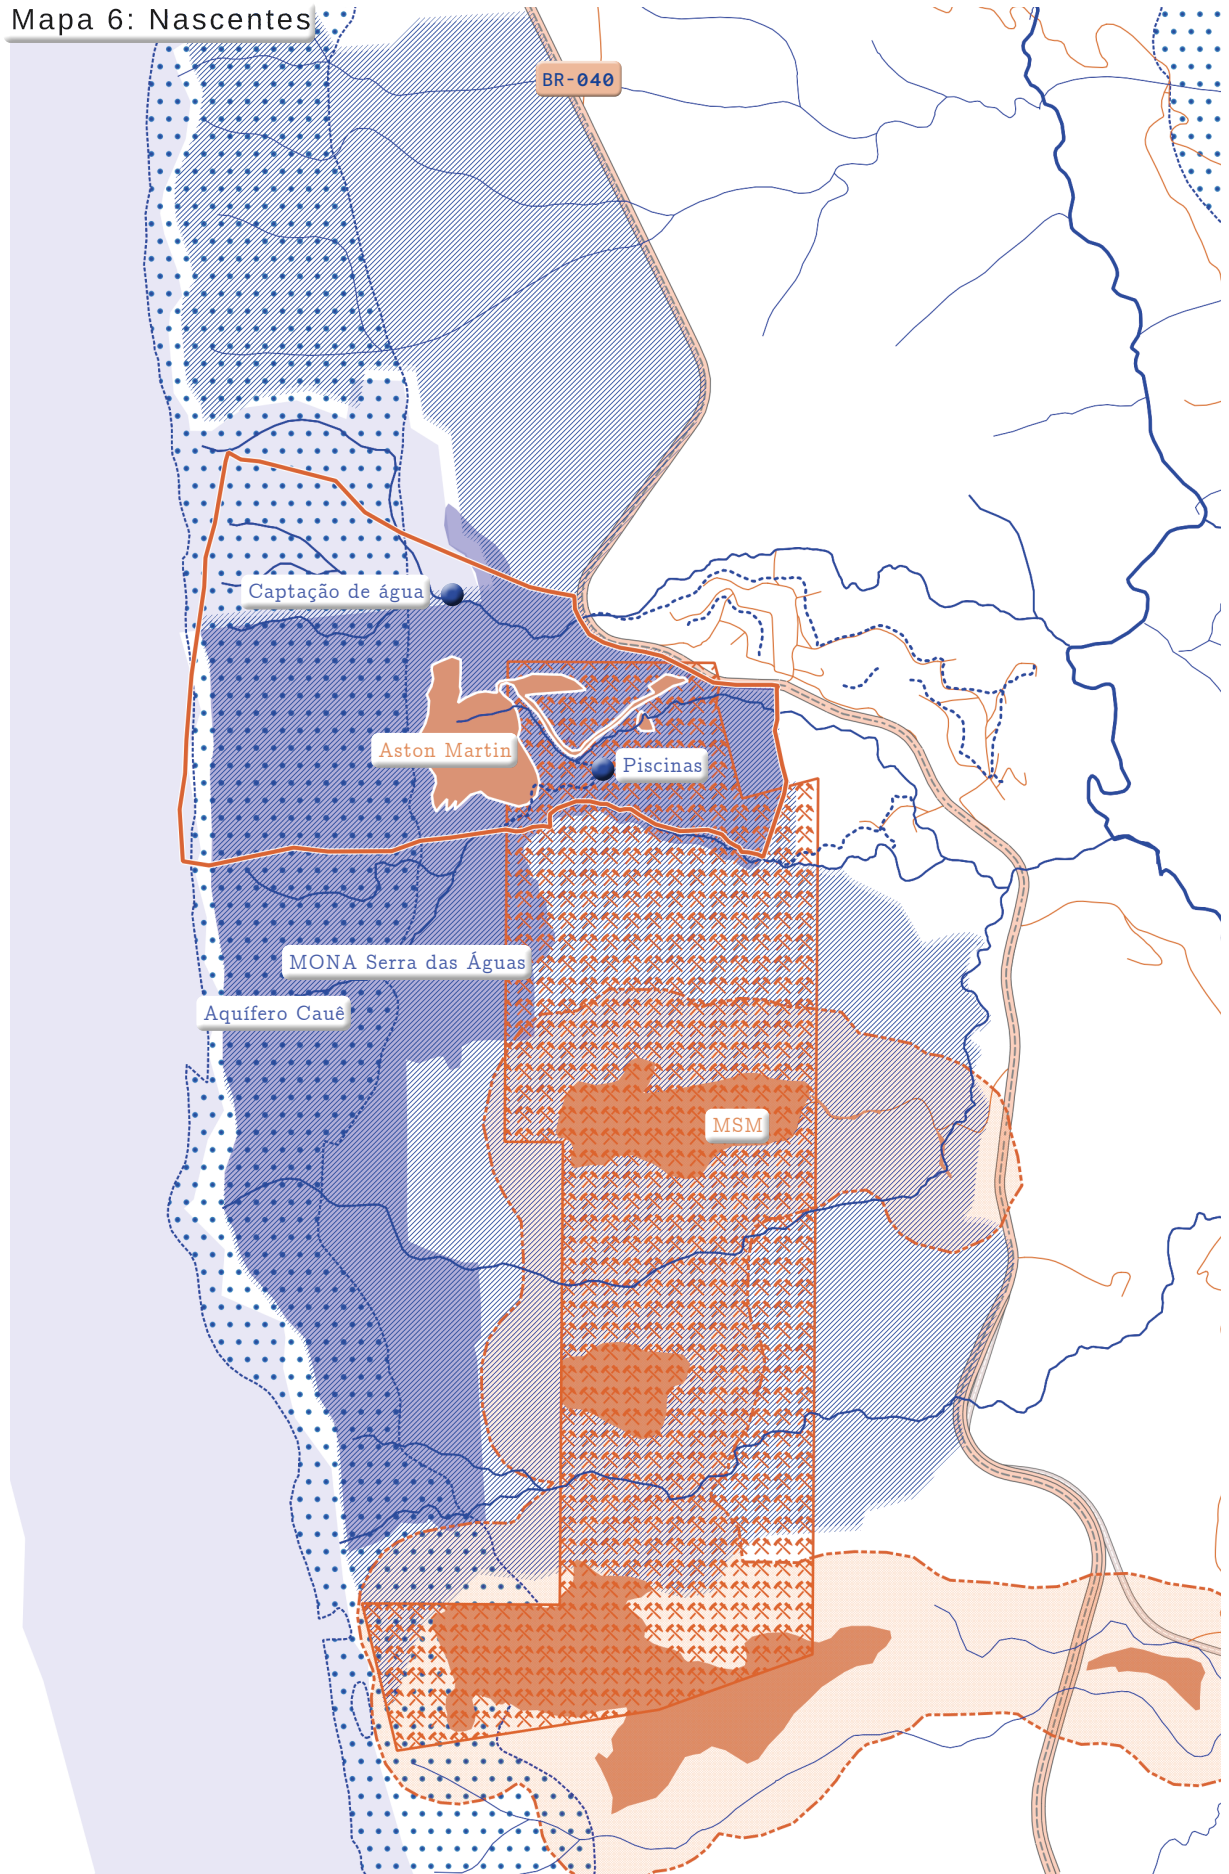 Mapa 6: Nascentes
BR-040
Captação de água
Aston Martin
Piscinas
MONA Serra das Águas
Aquífero Cauê
MSM